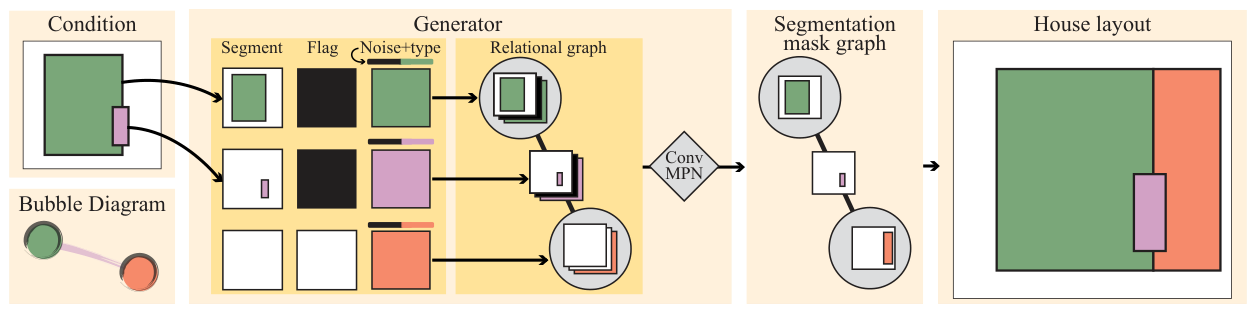 Condition
Bubble Diagram
Generator
Segment
Flag
Noise+type
Relational graph
Conv
MPN
Segmentation
mask graph
House layout